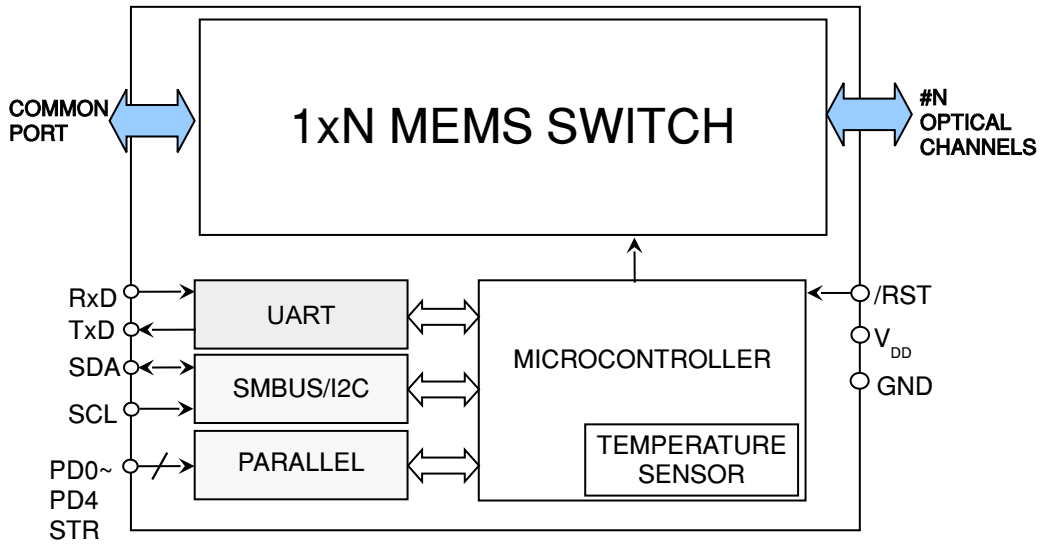 1xN MEMS SWITCH
COMMON
PORT
#N
OPTICAL
CHANNELS
RxD
TxD
SDA
SCL
PD0~
PD4
STR
UART
SMBUS/I2C
PARALLEL
MICROCONTROLLER
TEMPERATURE
SENSOR
/RST
VDD
GND